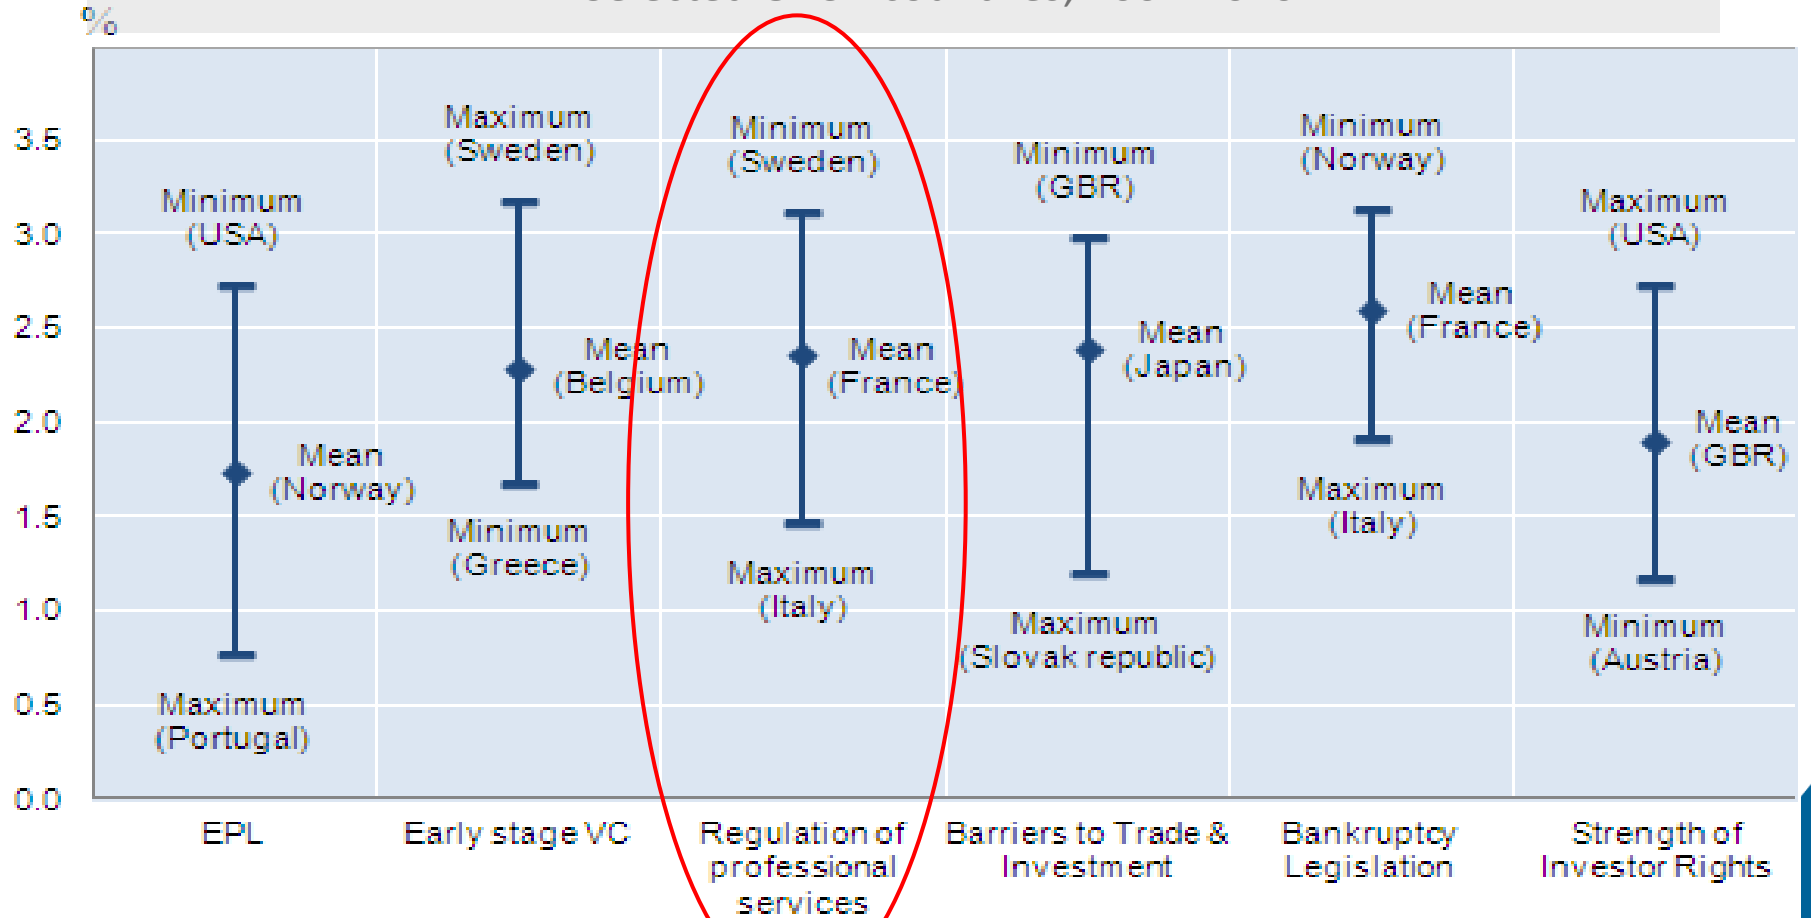 %
3.5
3.0
2.5
2.0
1.5
1.0
0.5
0.0
Minimum
(USA)
Mean
(Norway)
Maximum
(Portugal)
Maximum
(Sweden)
Mean
(Belgium)
Minimum
(Greece)
Minimum
(Sweden)
Mean
(France)
Maximum
(Italy)
Minimum
(GBR)
Mean
(Japan)
Maximum
(Slovak republic)
Minimum
(Norway)
Mean
(France)
Maximum
(Italy)
Maximum
(USA)
Mean
(GBR)
Minimum
(Austria)
EPL
Early stage VC
Regulation of
professional
services
Barriers to Trade &
Investment
Bankruptcy
Legislation
Strength of
Investor Rights